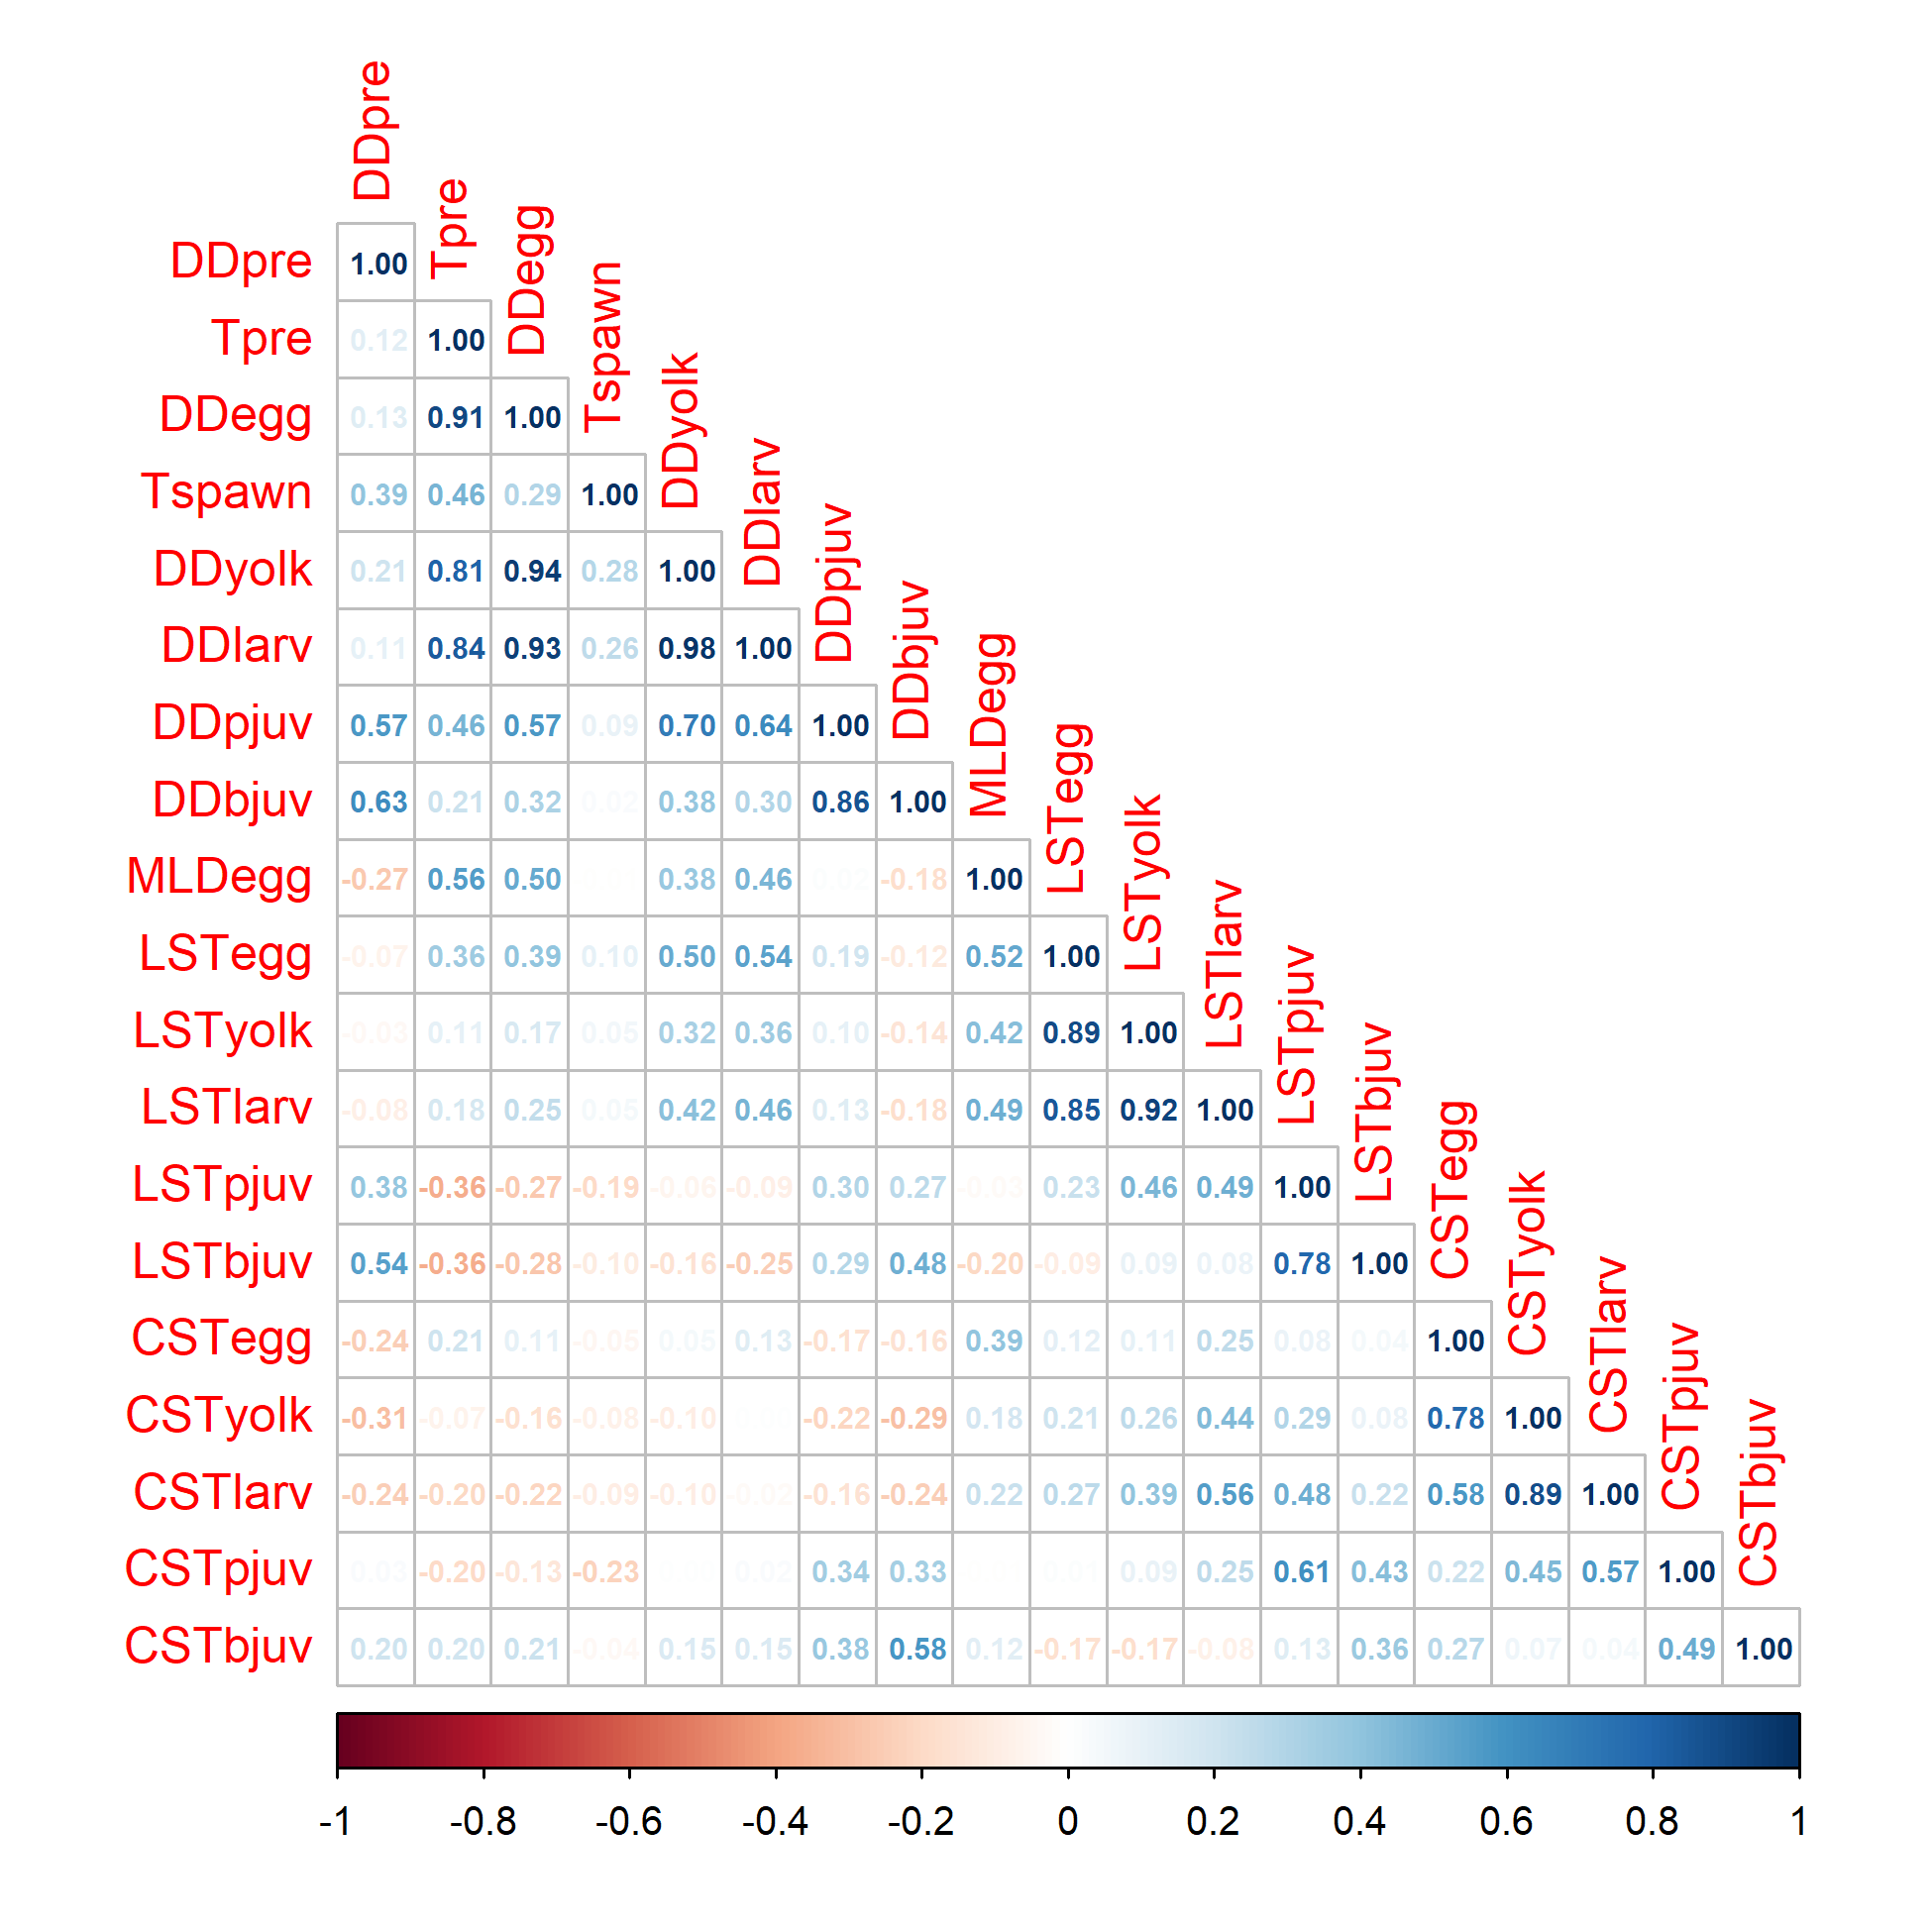 DDpre
DDpre 1.00 Tpre
Tpre 0.12 1.00 DDegg
DDegg 0.13 0.91 1.00 Tspawn
Tspawn 0.39 0.46 0.29 1.00 DDyolk
DDyolk 0.21 0.81 0.94 0.28 1.00 DDlarv
DDlarv 0.11 0.84 0.93 0.26 0.98 1.00 DDpjuv
DDpjuv 0.57 0.46 0.57 0.09 0.70 0.64 1.00 DDbjuv
DDbjuv 0.63 0.21 0.32 0.02 0.38 0.30 0.86 1.00 MLDegg
MLDegg -0.27 0.56 0.50 0.38 0.46 0.02 -0.18 1.00 LSTegg
LSTegg -0.07 0.36 0.39 0.10 0.50 0.54 0.19 -0.12 0.52 1.00 LSTyolk
LSTyolk -0.03 0.11 0.17 0.05 0.32 0.36 0.10 -0.14 0.42 0.89 1.00 LSTlarv
LSTlarv -0.08 0.18 0.25 0.05 0.42 0.46 0.13 -0.18 0.49 0.85 0.92 1.00 LSTpjuv
LSTpjuv 0.38 -0.36 -0.27 -0.19 -0.06 -0.09 0.30 0.27 -0.03 0.23 0.46 0.49 1.00 LSTbjuv
LSTbjuv 0.54 -0.36 -0.28 -0.10 -0.16 -0.25 0.29 0.48 -0.20 -0.09 0.09 0.08 0.78 1.00 CSTegg
CSTegg -0.24 0.21 0.11 -0.05 0.05 0.13 -0.17 -0.16 0.39 0.12 0.11 0.25 0.08 0.04 1.00 CSTyolk
CSTyolk -0.31 -0.07 -0.16 -0.08 -0.10 -0.22 -0.29 0.18 0.21 0.26 0.44 0.29 0.08 0.78 1.00 CSTlarv
CSTlarv -0.24 -0.20 -0.22 -0.09 -0.10 -0.02 -0.16 -0.24 0.22 0.27 0.39 0.56 0.48 0.22 0.58 0.89 1.00 CSTpjuv
CSTpjuv 0.03 -0.20 -0.13 -0.23 0.02 0.34 0.33 0.01 0.09 0.25 0.61 0.43 0.22 0.45 0.57 1.00 CSTbjuv
CSTbjuv 0.20 0.20 0.21 -0.04 0.15 0.15 0.38 0.58 0.12 -0.17 -0.17 -0.08 0.13 0.36 0.27 0.07 0.04 0.49 1.00
-1 -0.8 -0.6 -0.4 -0.2 0 0.2 0.4 0.6 0.8 1